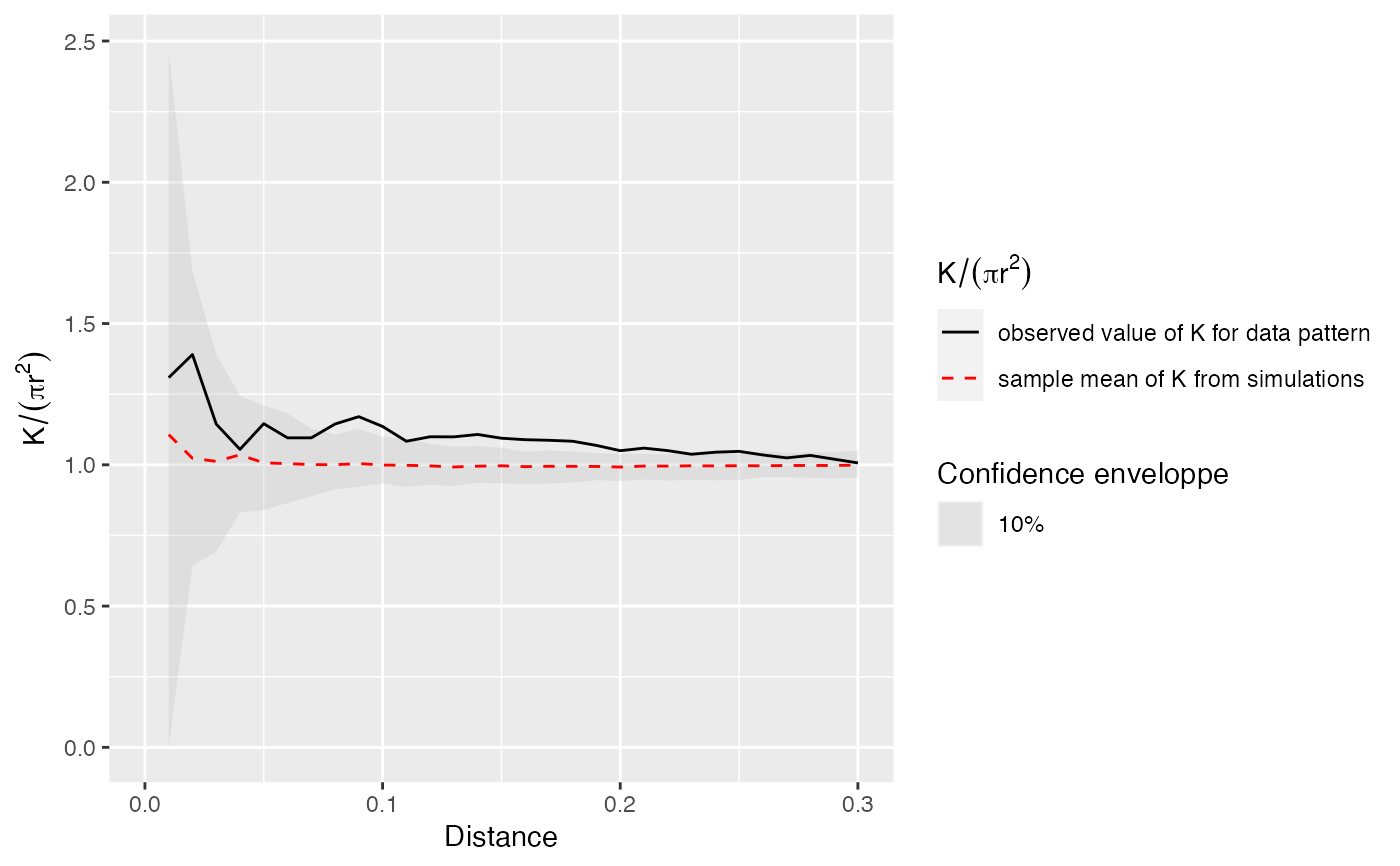 2.5
2.0
1.5
1.0
0.5
0.0
K/(πr²)
0.0
0.1
0.2
0.3
Distance
K/(πr²)
observed value of K for data pattern
sample mean of K from simulations
Confidence enveloppe
10%